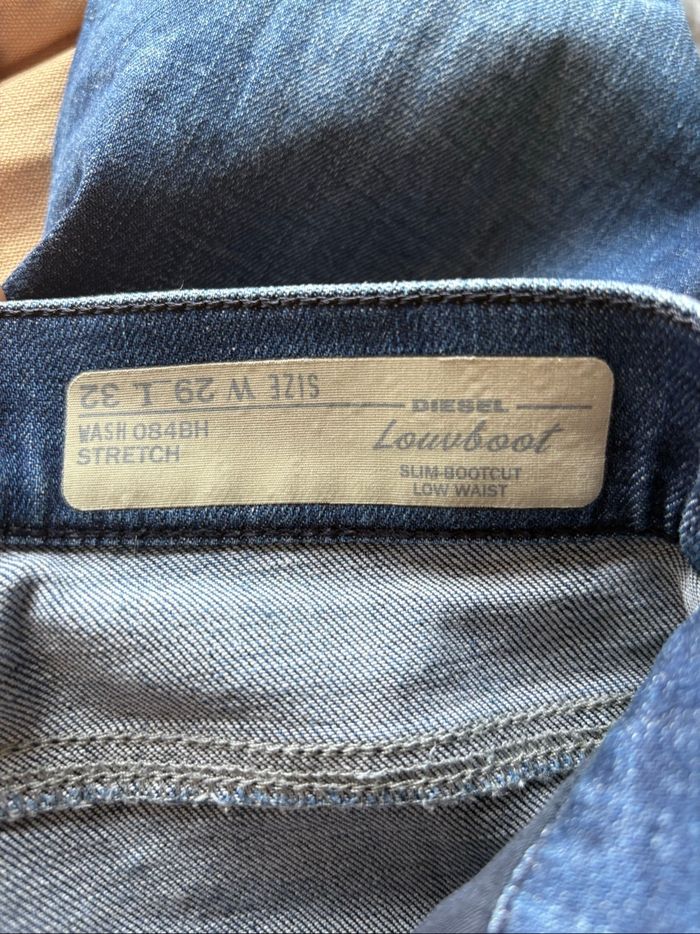 SIZE W 29 L 32
DIESEL
WASH 084BH
STRETCH
Louvboot
SLIM-BOOTCUT
LOW WAIST